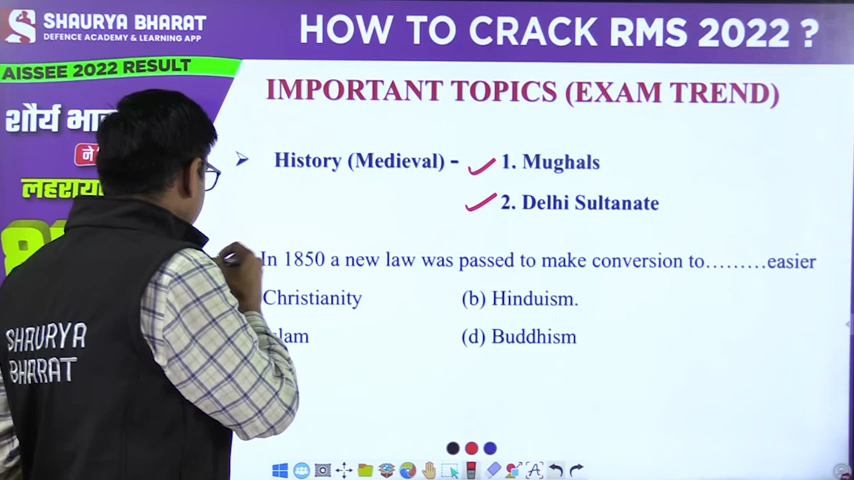 SHAURYA BHARAT
DEFENCE ACADEMY & LEARNING APP
HOW TO CRACK RMS 2022 ?
AISSEE 2022 RESULT
IMPORTANT TOPICS (EXAM TREND)
शौर्य
ने
History (Medieval) - 1. Mughals
2. Delhi Sultanate
In 1850 a new law was passed to make conversion to.........easier
Christianity (b) Hinduism.
(d) Buddhism
SHAURYA
BHARAT